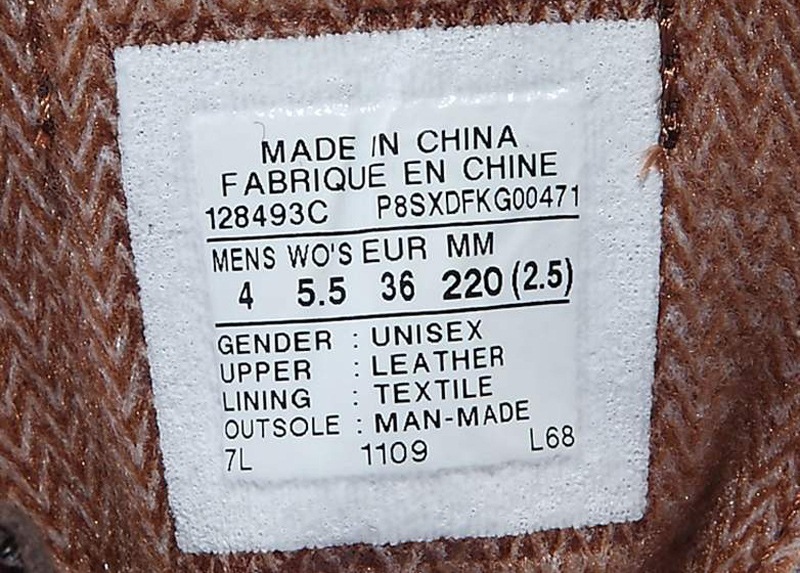 MADE IN CHINA
FABRIQUE EN CHINE
128493C P8SXDFKG00471
MENS WO'S EUR MM
4 5.5 36 220 (2.5)
GENDER : UNISEX
UPPER : LEATHER
LINING : TEXTILE
OUTSOLE : MAN-MADE
7L 1109 L68